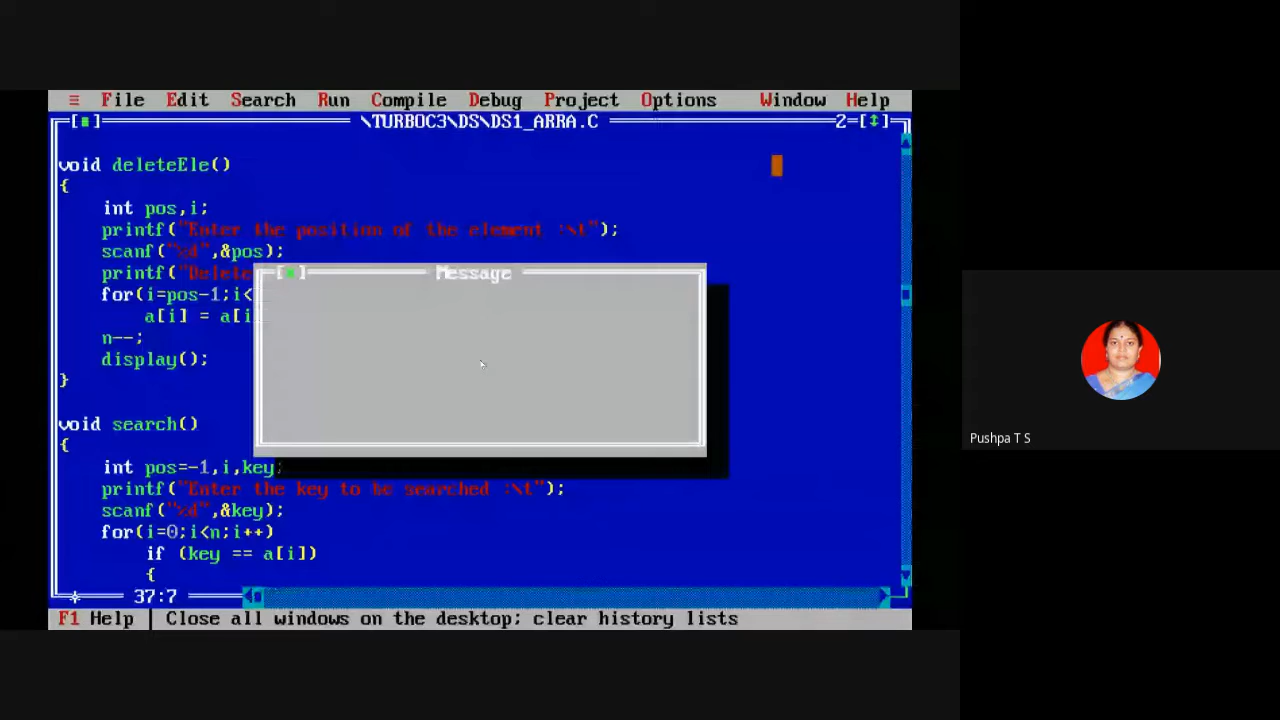 ≡ File Edit Search Run Compile Debug Project Options Window Help
[■] \TURBOC3\DS\DS1_ARRA.C 2=[↕]
void deleteEle()
{
int pos,i;
printf("Enter the position of the element :\t");
scanf("%d",&pos);
printf("Delete
for(i=pos-1;i<
a[i] = a[i
n--;
display();
}
[■] Message
void search()
{
int pos=-1,i,key;
printf("Enter the key to be searched :\t");
scanf("%d",&key);
for(i=0;i<n;i++)
if (key == a[i])
{
37:7
F1 Help Close all windows on the desktop; clear history lists
Pushpa T S